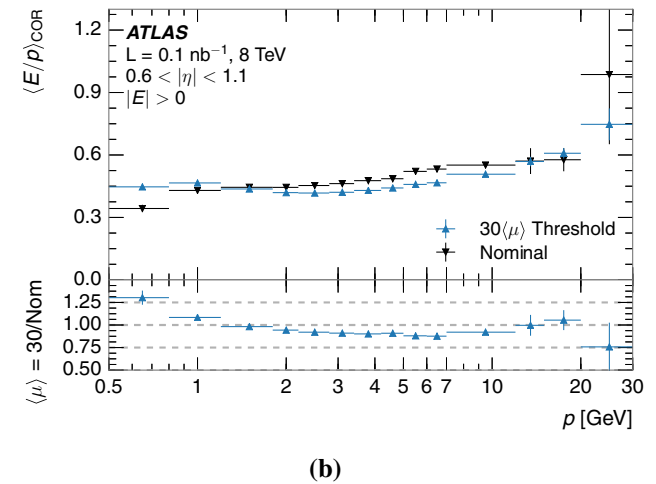 1.2
ATLAS
L = 0.1 nb⁻¹, 8 TeV
0.6 < |η| < 1.1
|E| > 0
⟨E/p⟩COR
0.9
0.6
0.3
30⟨μ⟩ Threshold
Nominal
0.0
⟨μ⟩ = 30/Nom
1.25
1.00
0.75
0.50
0.5 1 2 3 4 5 6 7 10 20 30
p [GeV]
(b)